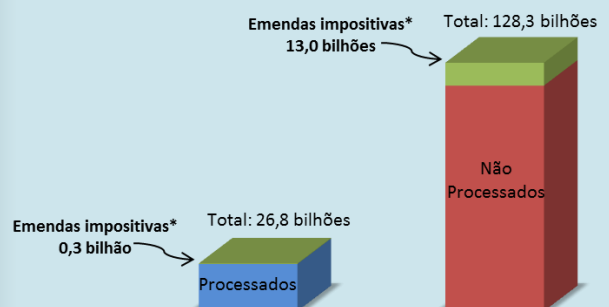 Emendas impositivas*
13,0 bilhões
Total: 128,3 bilhões
Não
Processados
Emendas impositivas*
0,3 bilhão
Total: 26,8 bilhões
Processados